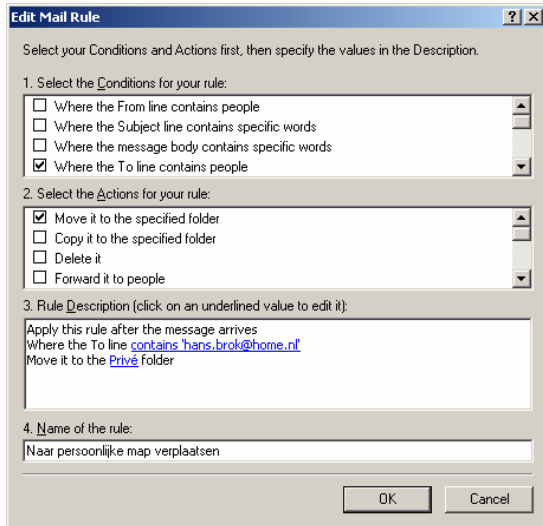 Edit Mail Rule
Select your Conditions and Actions first, then specify the values in the Description.
1. Select the Conditions for your rule:
Where the From line contains people
Where the Subject line contains specific words
Where the message body contains specific words
Where the To line contains people
2. Select the Actions for your rule:
Move it to the specified folder
Copy it to the specified folder
Delete it
Forward it to people
3. Rule Description (click on an underlined value to edit it):
Apply this rule after the message arrives
Where the To line contains 'hans.brok@home.nl'
Move it to the Privé folder
4. Name of the rule:
Naar persoonlijke map verplaatsen
OK Cancel